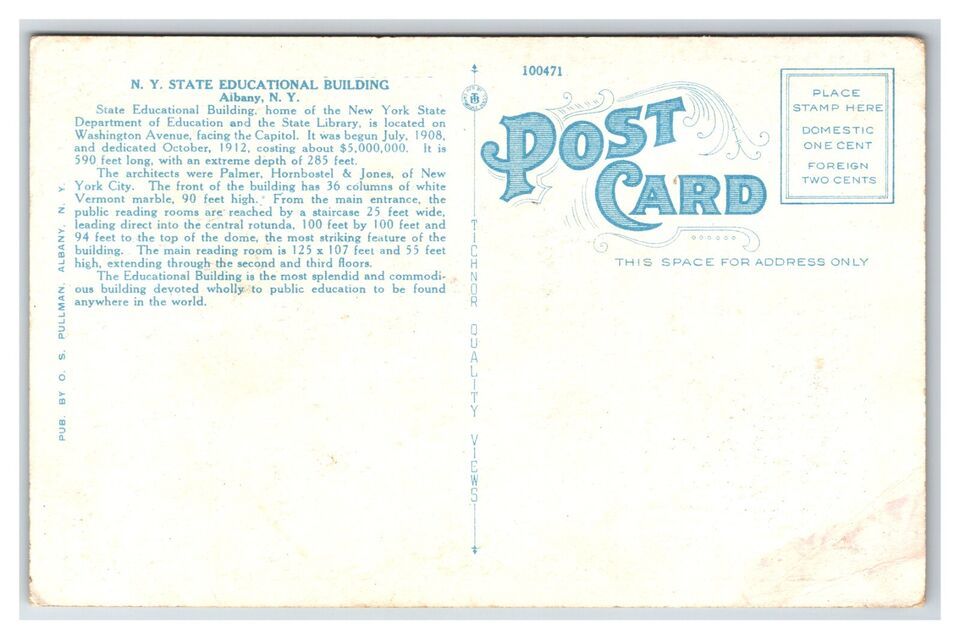 N. Y. STATE EDUCATIONAL BUILDING
Albany, N. Y.
State Educational Building, home of the New York State
Department of Education and the State Library, is located on
Washington Avenue, facing the Capitol. It was begun July, 1908,
and dedicated October, 1912, costing about $5,000,000. It is
590 feet long, with an extreme depth of 285 feet.
The architects were Palmer, Hornbostel & Jones, of New
York City. The front of the building has 36 columns of white
Vermont marble, 90 feet high. From the main entrance, the
public reading rooms are reached by a staircase 25 feet wide,
leading direct into the central rotunda, 100 feet by 100 feet and
94 feet to the top of the dome, the most striking feature of the
building. The main reading room is 125 x 107 feet and 55 feet
high, extending through the second and third floors.
The Educational Building is the most splendid and commodi-
ous building devoted wholly to public education to be found
anywhere in the world.
PUB. BY O. S. PULLMAN. ALBANY. N. Y.
TICHNOR QUALITY VIEWS
100471
POST
CARD
THIS SPACE FOR ADDRESS ONLY
PLACE
STAMP HERE
DOMESTIC
ONE CENT
FOREIGN
TWO CENTS